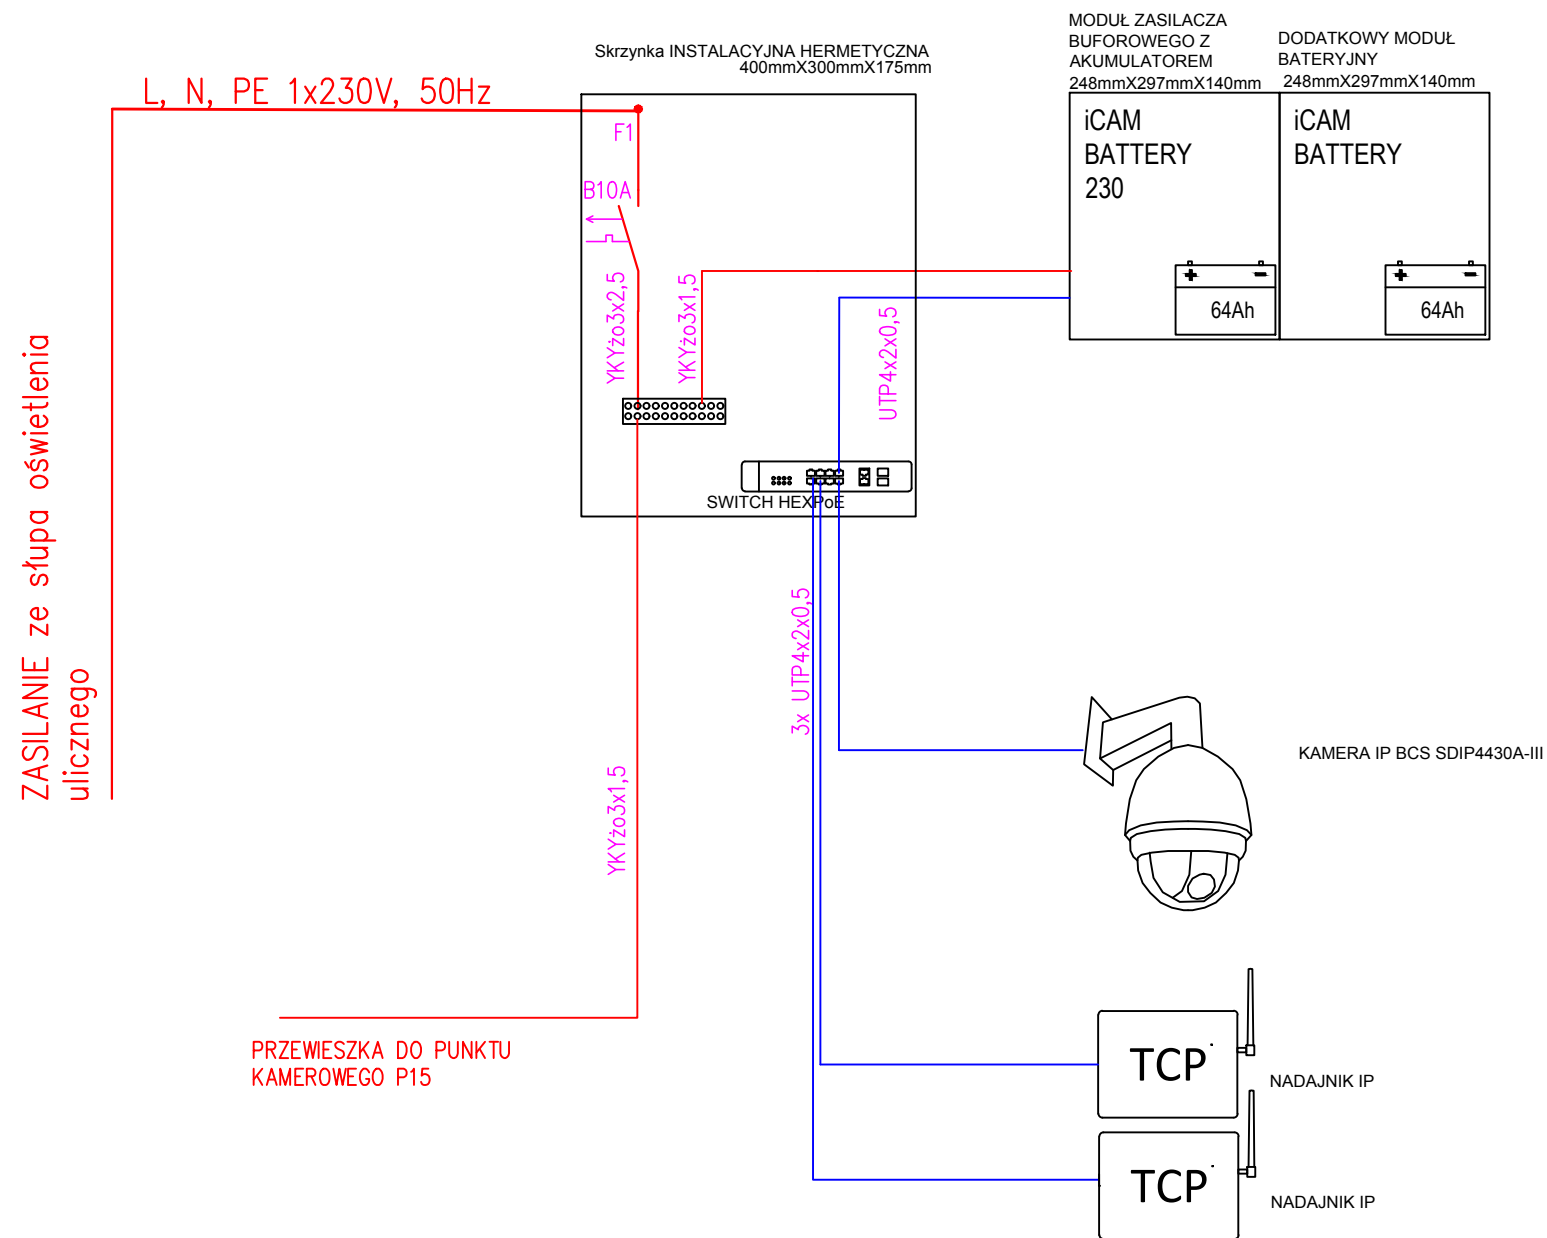 MODUŁ ZASILACZA
BUFOROWEGO Z
AKUMULATOREM
248mmX297mmX140mm
DODATKOWY MODUŁ
BATERYJNY
248mmX297mmX140mm
Skrzynka INSTALACYJNA HERMETYCZNA
400mmX300mmX175mm
L, N, PE 1x230V, 50Hz
F1
B10A
YKYżo3x2,5
YKYżo3x1,5
UTP4x2x0,5
iCAM
BATTERY
230
+ -
64Ah
iCAM
BATTERY
+ -
64Ah
SWITCH HEXPoE
ZASILANIE ze słupa oświetlenia
ulicznego
3x UTP4x2x0,5
YKYżo3x1,5
KAMERA IP BCS SDIP4430A-III
PRZEWIESZKA DO PUNKTU
KAMEROWEGO P15
TCP
NADAJNIK IP
TCP
NADAJNIK IP